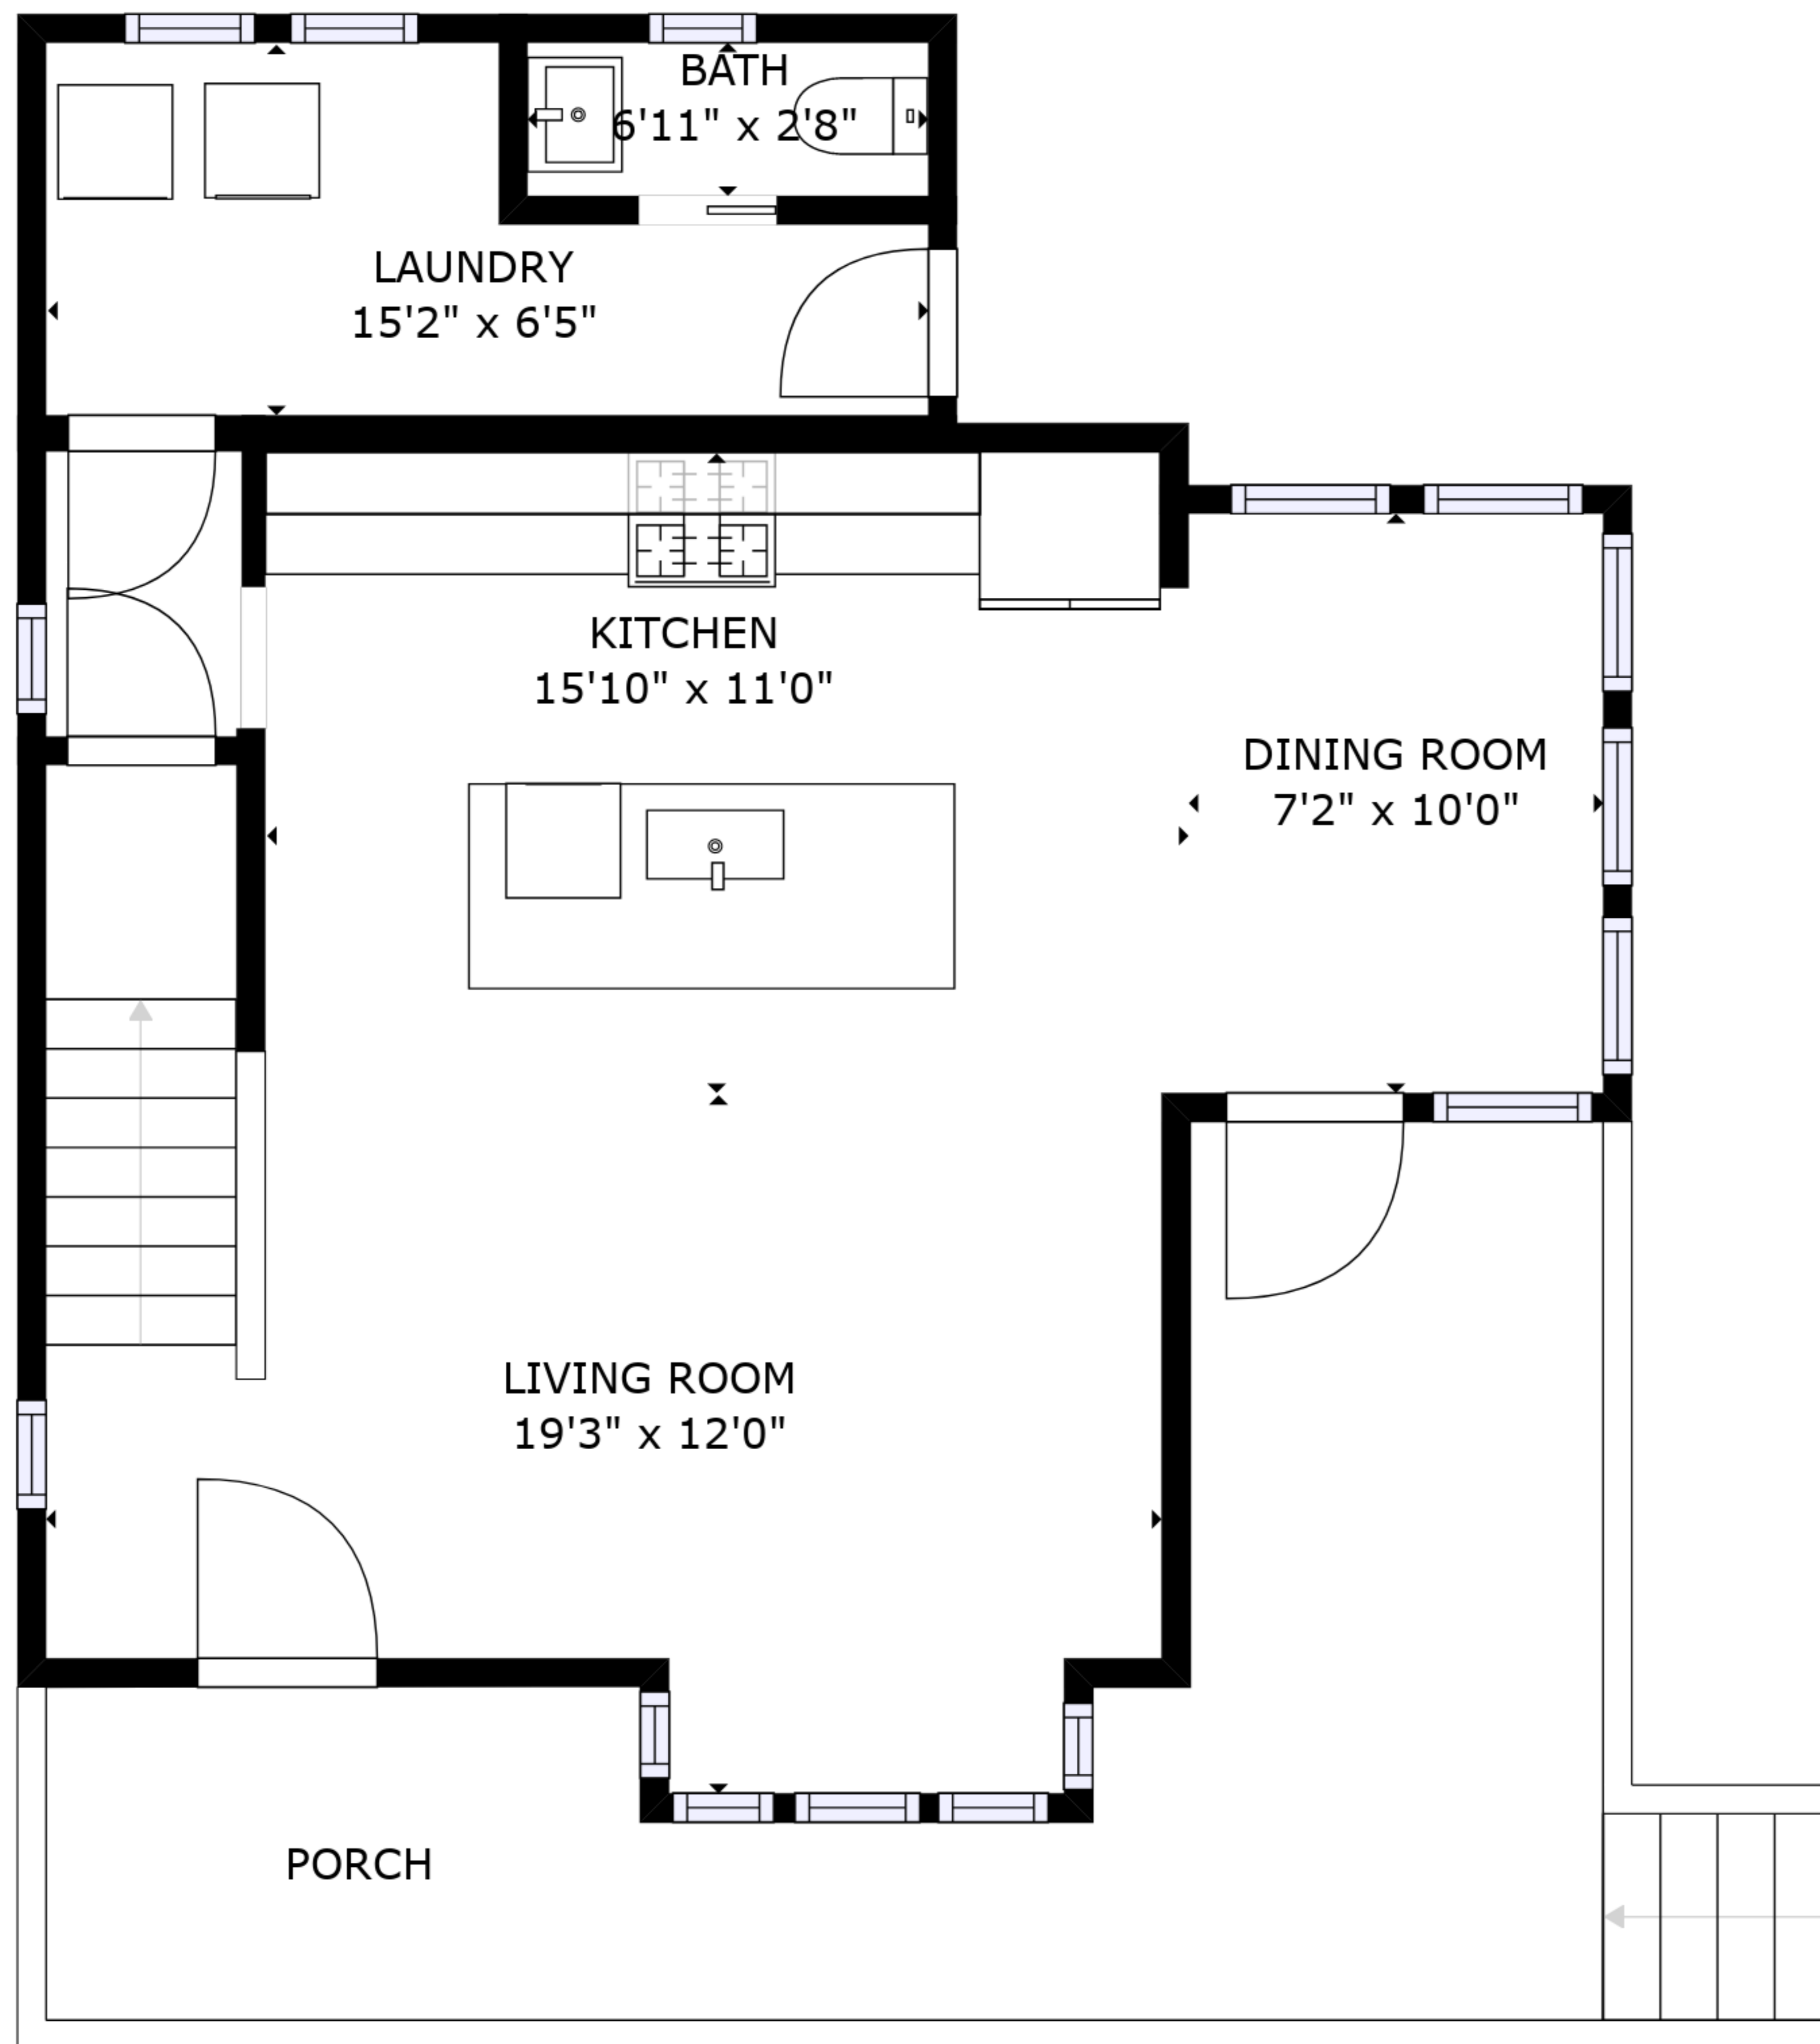 BATH
6'11" x 2'8"
LAUNDRY
15'2" x 6'5"
KITCHEN
15'10" x 11'0"
DINING ROOM
7'2" x 10'0"
LIVING ROOM
19'3" x 12'0"
PORCH